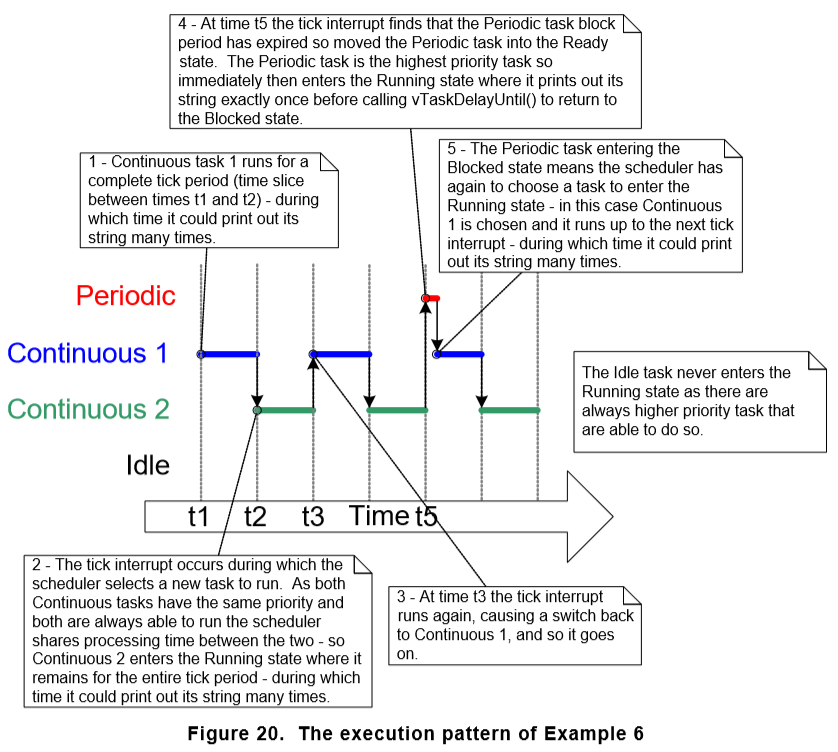 4 - At time t5 the tick interrupt finds that the Periodic task block
period has expired so moved the Periodic task into the Ready
state.  The Periodic task is the highest priority task so
immediately then enters the Running state where it prints out its
string exactly once before calling vTaskDelayUntil() to return to
the Blocked state.
1 - Continuous task 1 runs for a
complete tick period (time slice
between times t1 and t2) - during
which time it could print out its
string many times.
5 - The Periodic task entering the
Blocked state means the scheduler has
again to choose a task to enter the
Running state - in this case Continuous
1 is chosen and it runs up to the next tick
interrupt - during which time it could print
out its string many times.
Periodic
Continuous 1
Continuous 2
Idle
The Idle task never enters the
Running state as there are
always higher priority task that
are able to do so.
t1 t2 t3 Time t5
2 - The tick interrupt occurs during which the
scheduler selects a new task to run.  As both
Continuous tasks have the same priority and
both are always able to run the scheduler
shares processing time between the two - so
Continuous 2 enters the Running state where it
remains for the entire tick period - during which
time it could print out its string many times.
3 - At time t3 the tick interrupt
runs again, causing a switch back
to Continuous 1, and so it goes
on.
Figure 20.  The execution pattern of Example 6